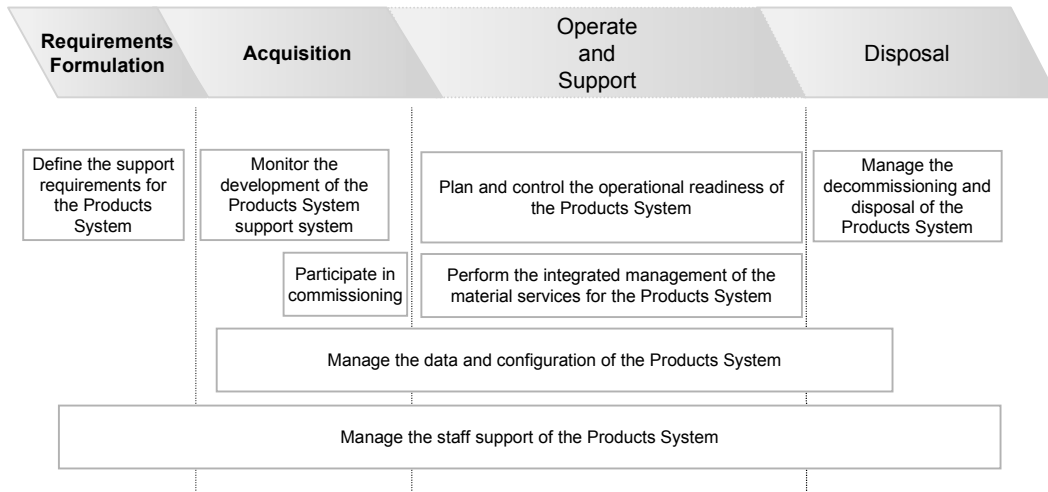 Requirements
Formulation
Acquisition
Operate
and
Support
Disposal
Define the support
requirements for
the Products
System
Monitor the
development of the
Products System
support system
Plan and control the operational readiness of
the Products System
Manage the
decommissioning and
disposal of the
Products System
Participate in
commissioning
Perform the integrated management of the
material services for the Products System
Manage the data and configuration of the Products System
Manage the staff support of the Products System